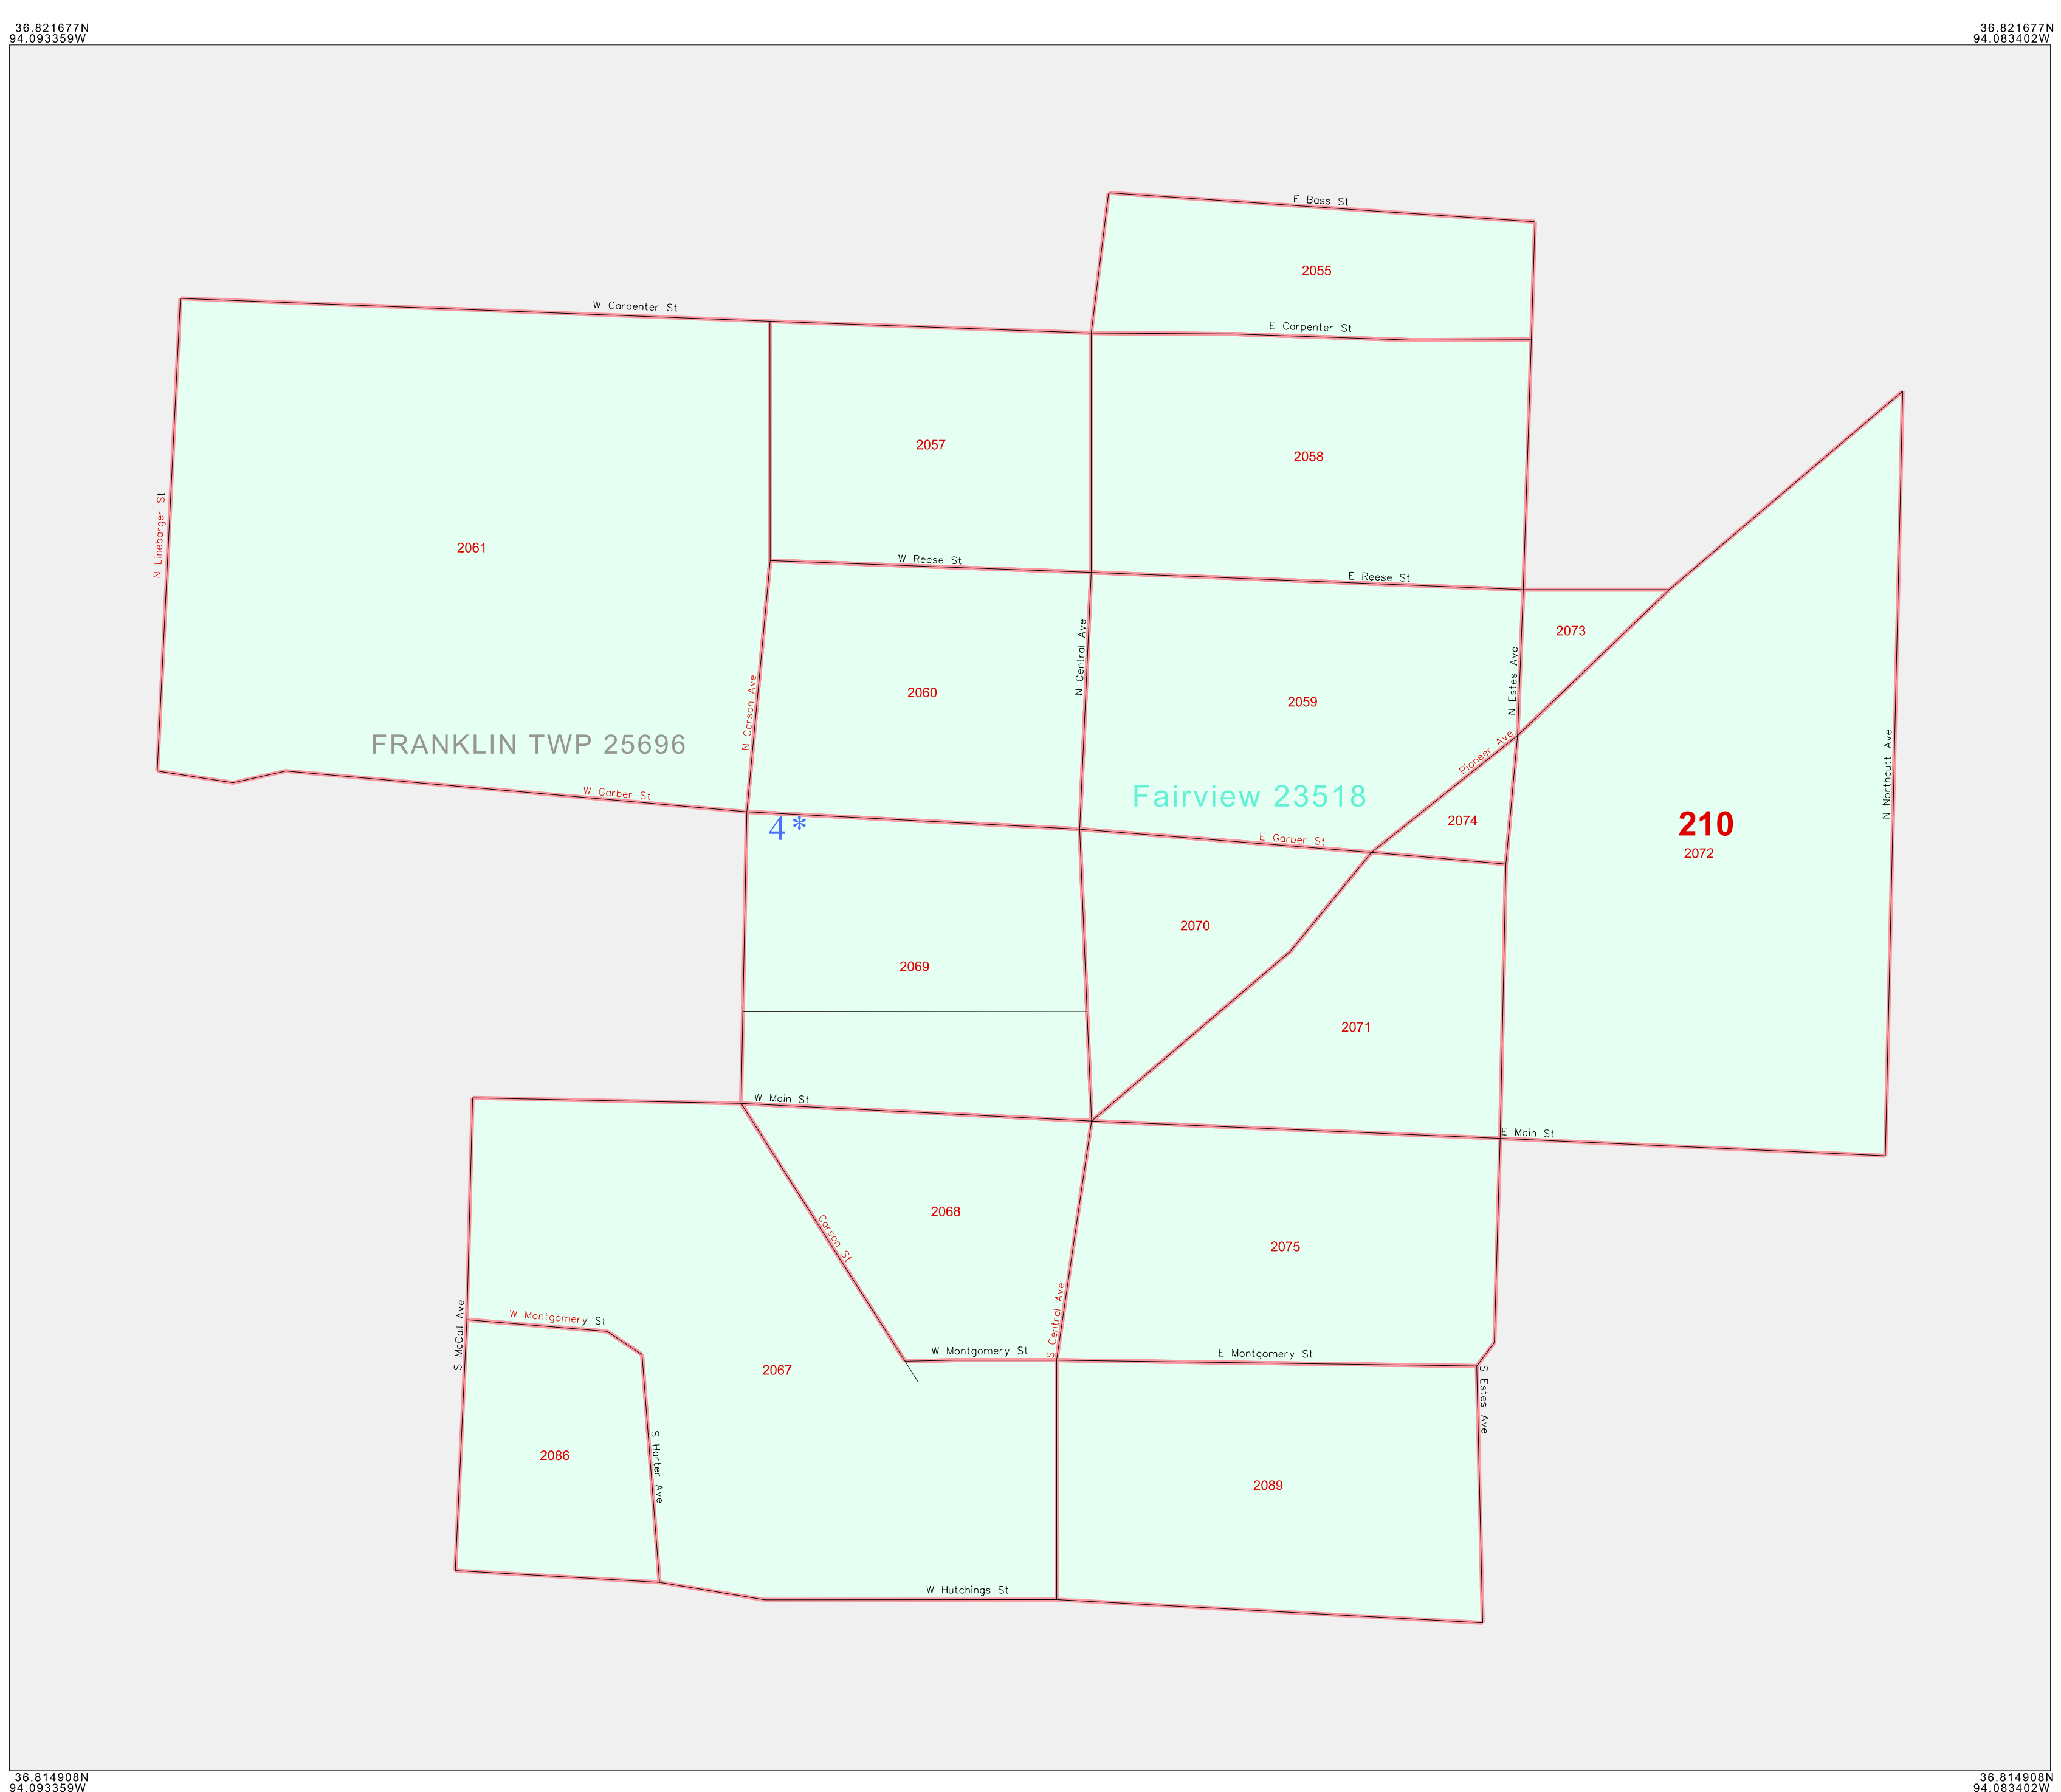 36.821677N
94.093359W
36.821677N
94.083402W
E Bass St
2055
W Carpenter St
E Carpenter St
2057
2058
N Linebarger St
2061
W Reese St
E Reese St
N Central Ave
2073
N Estes Ave
2060
2059
N Carson Ave
Pioneer Ave
FRANKLIN TWP 25696
N Northcutt Ave
W Garber St
Fairview 23518
4*
2074
210
E Garber St
2072
2070
2069
2071
W Main St
E Main St
2068
Carson St
2075
S Central Ave
W Montgomery St
S McCall Ave
W Montgomery St
E Montgomery St
2067
S Estes Ave
2086
S Harter Ave
2089
W Hutchings St
36.814908N
94.093359W
36.814908N
94.083402W